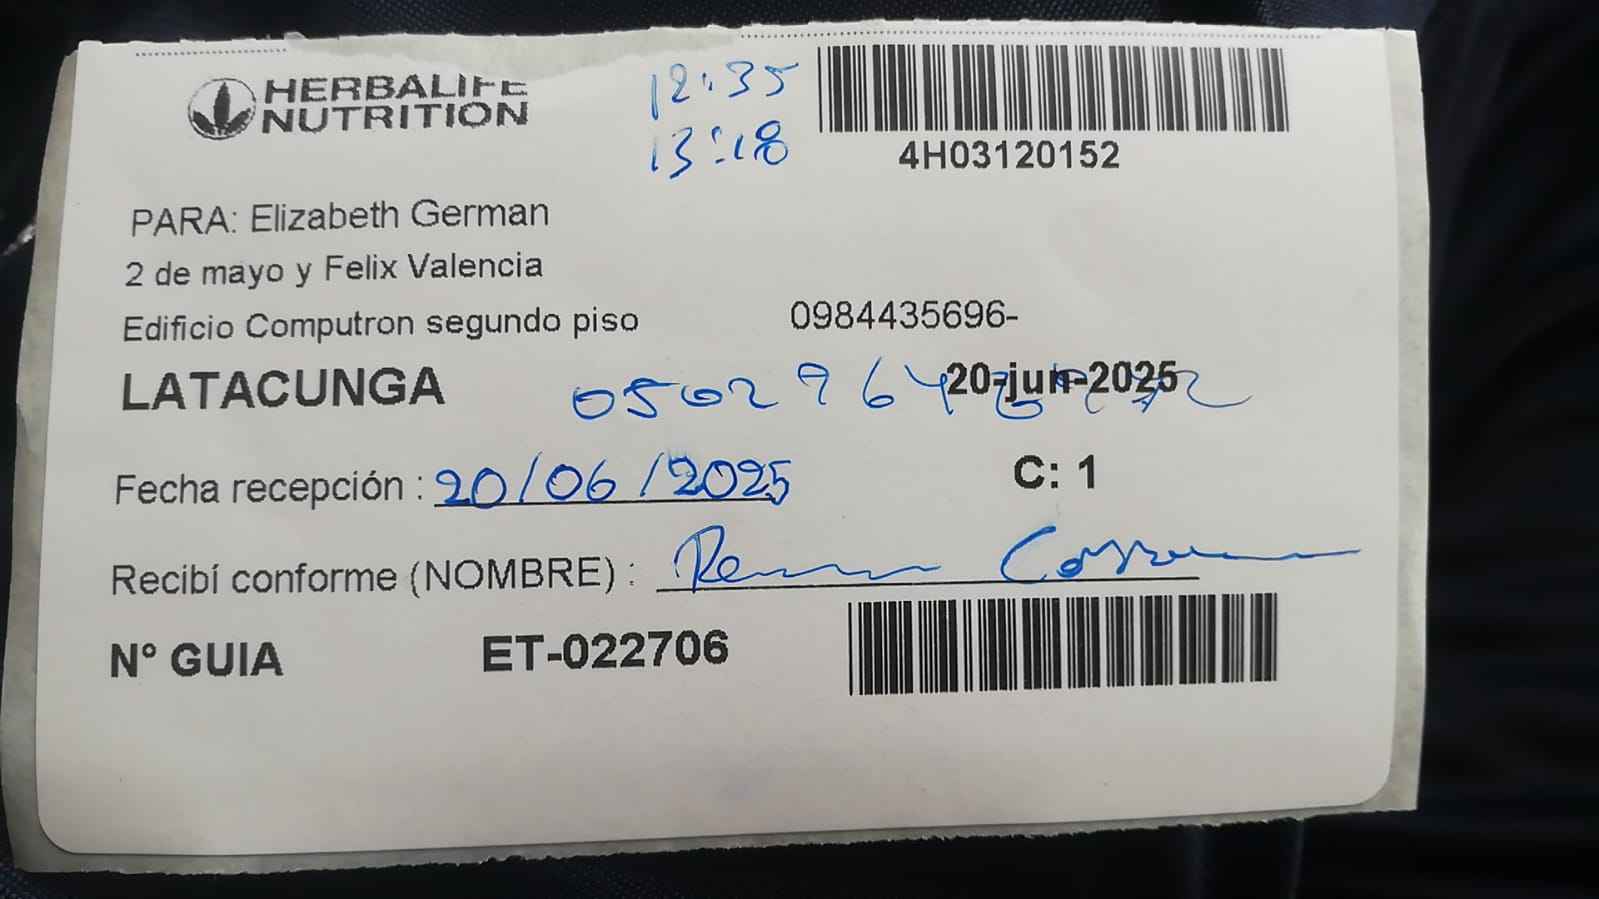 HERBALIFE
NUTRITION
12:35
13:18
4H03120152
PARA: Elizabeth German
2 de mayo y Felix Valencia
Edificio Computron segundo piso 0984435696-
LATACUNGA 20-jun-2025
Fecha recepción : 20/06/2025
C: 1
Recibí conforme (NOMBRE) :
N° GUIA ET-022706